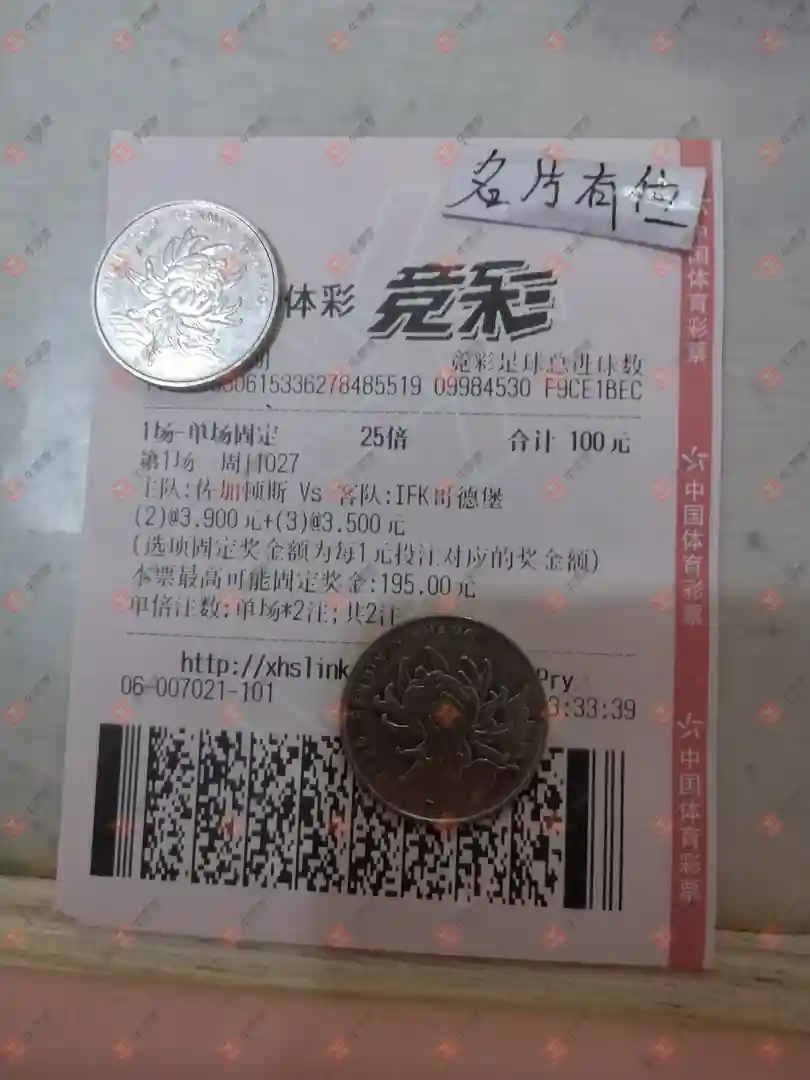 名片有位
体彩 竞彩
竞彩足球总进球数
30615336278485519 09984530 F9CE1BEC
1场-单场固定 25倍 合计 100元
第1场 周 027
主队:佐加顿斯 Vs 客队:IFK哥德堡
(2)@3.900元+(3)@3.500元
(选项固定奖金额为每1元投注对应的奖金额)
本票最高可能固定奖金:195.00元
单倍注数:单场*2注;共2注
http://xhslink Pry
06-007021-101 3:33:39
中国体育彩票
中国体育彩票
中国体育彩票